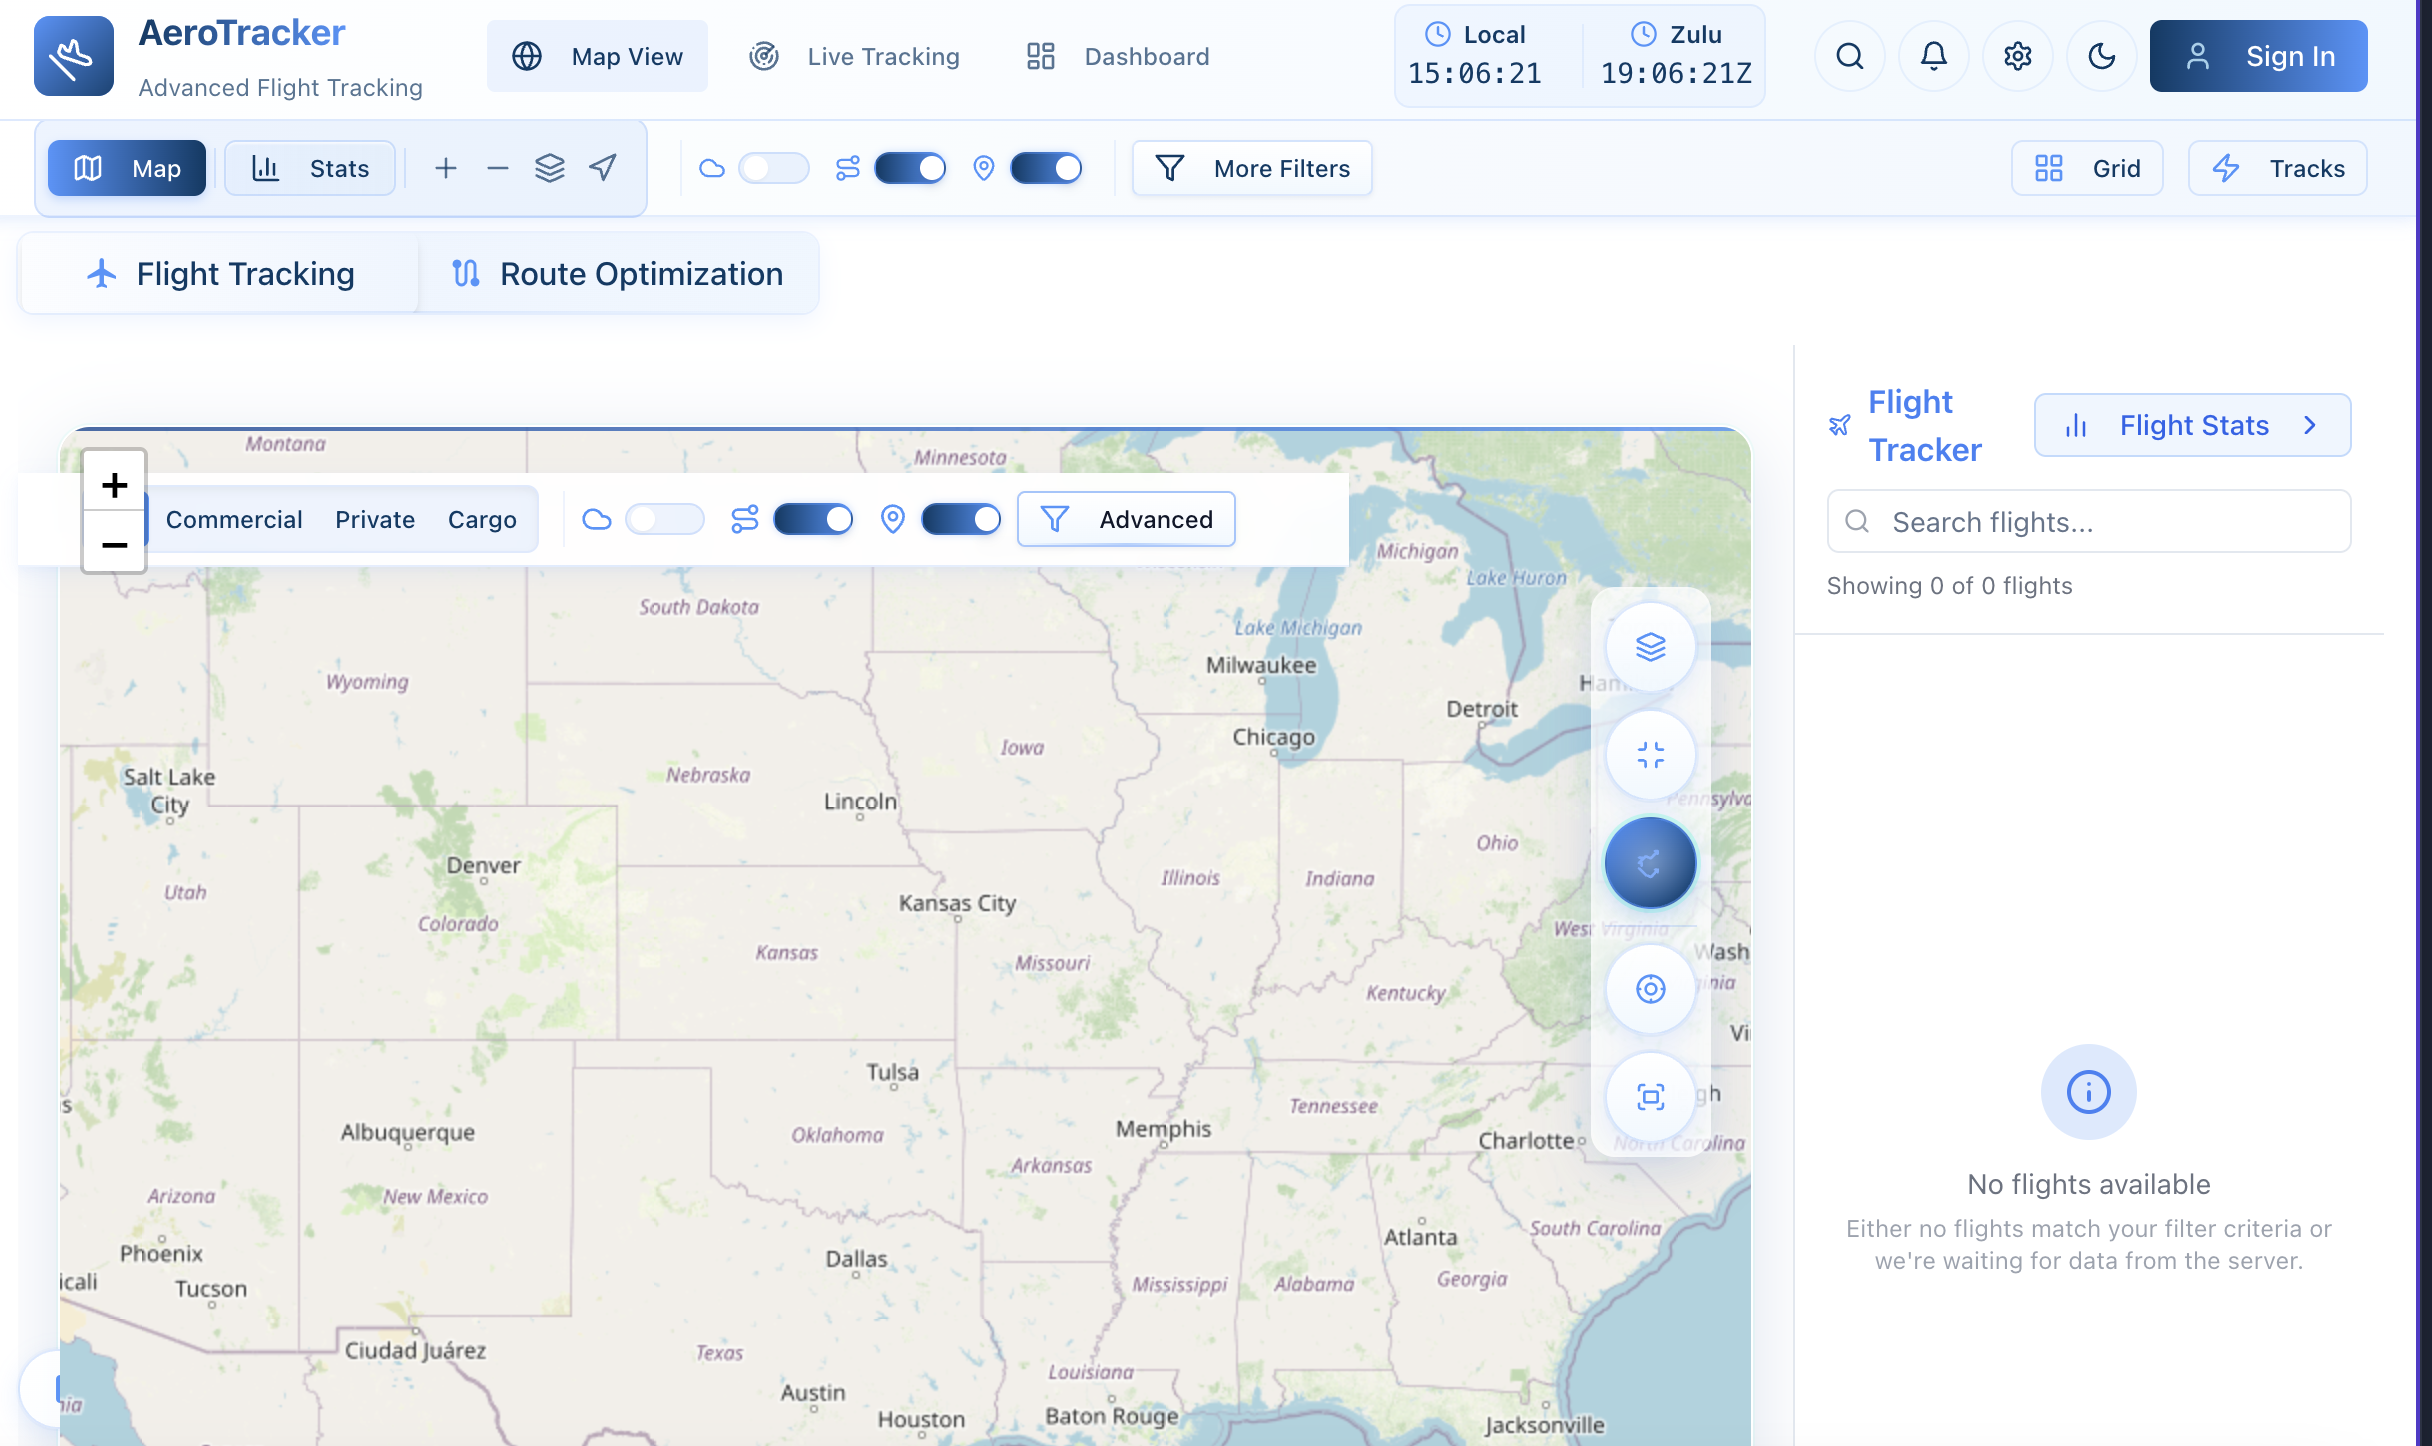 AeroTracker
Advanced Flight Tracking
Map View
Live Tracking
Dashboard
Local
15:06:21
Zulu
19:06:21Z
Sign In
Map
Stats
More Filters
Grid
Tracks
Flight Tracking
Route Optimization
Flight
Tracker
Flight Stats
Search flights...
Showing 0 of 0 flights
No flights available
Either no flights match your filter criteria or
we're waiting for data from the server.
+
−
Commercial
Private
Cargo
Advanced
Montana
Minnesota
Michigan
Lake Huron
South Dakota
Lake Michigan
Wyoming
Milwaukee
Detroit
Chicago
Iowa
Salt Lake
City
Nebraska
Lincoln
Ohio
Denver
Utah
Illinois
Indiana
Kansas City
Colorado
West Virginia
Kansas
Missouri
Kentucky
Tulsa
Tennessee
Albuquerque
Oklahoma
Memphis
Charlotte
North Carolina
Arkansas
Arizona
New Mexico
South Carolina
Atlanta
Phoenix
Dallas
Tucson
Mississippi
Alabama
Georgia
Ciudad Juárez
Texas
Louisiana
Austin
Houston
Baton Rouge
Jacksonville